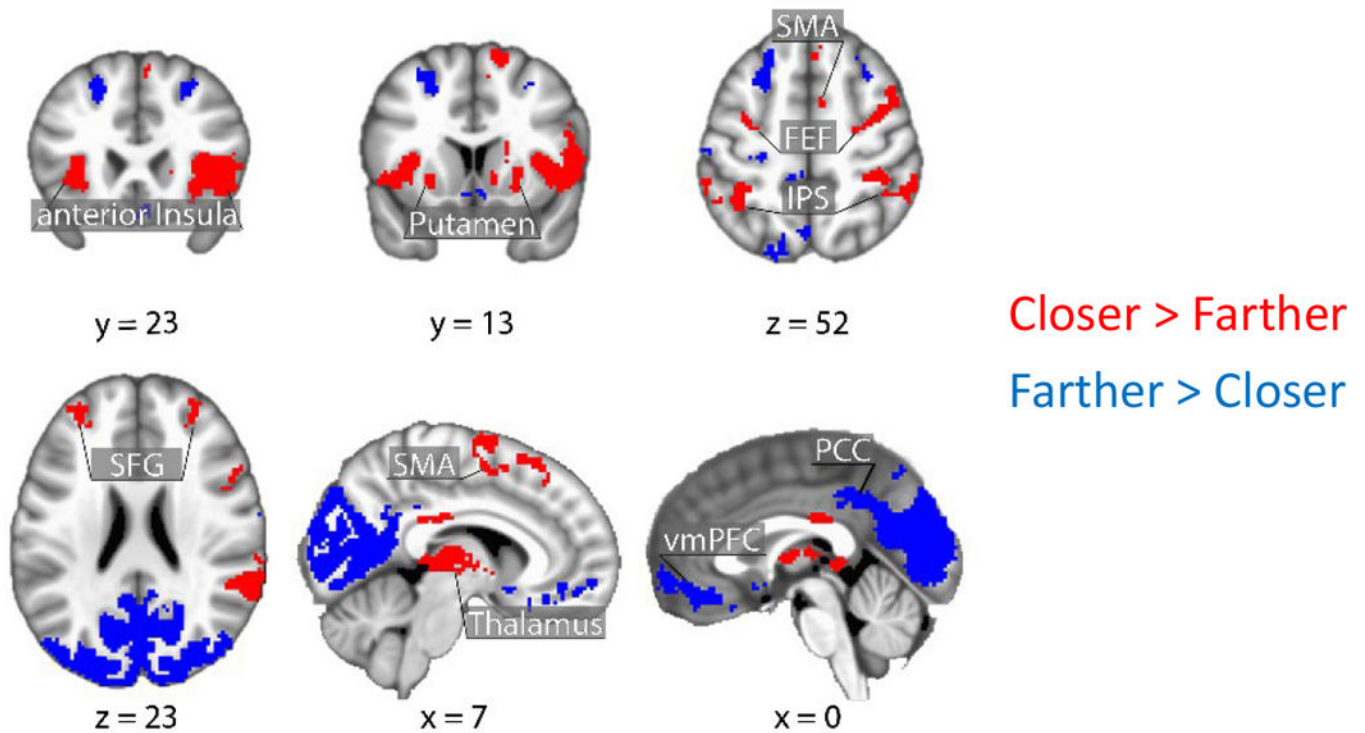 SMA
FEF
anterior Insula
Putamen
IPS
y = 23
y = 13
z = 52
Closer > Farther
Farther > Closer
SFG
SMA
PCC
vmPFC
Thalamus
z = 23
x = 7
x = 0